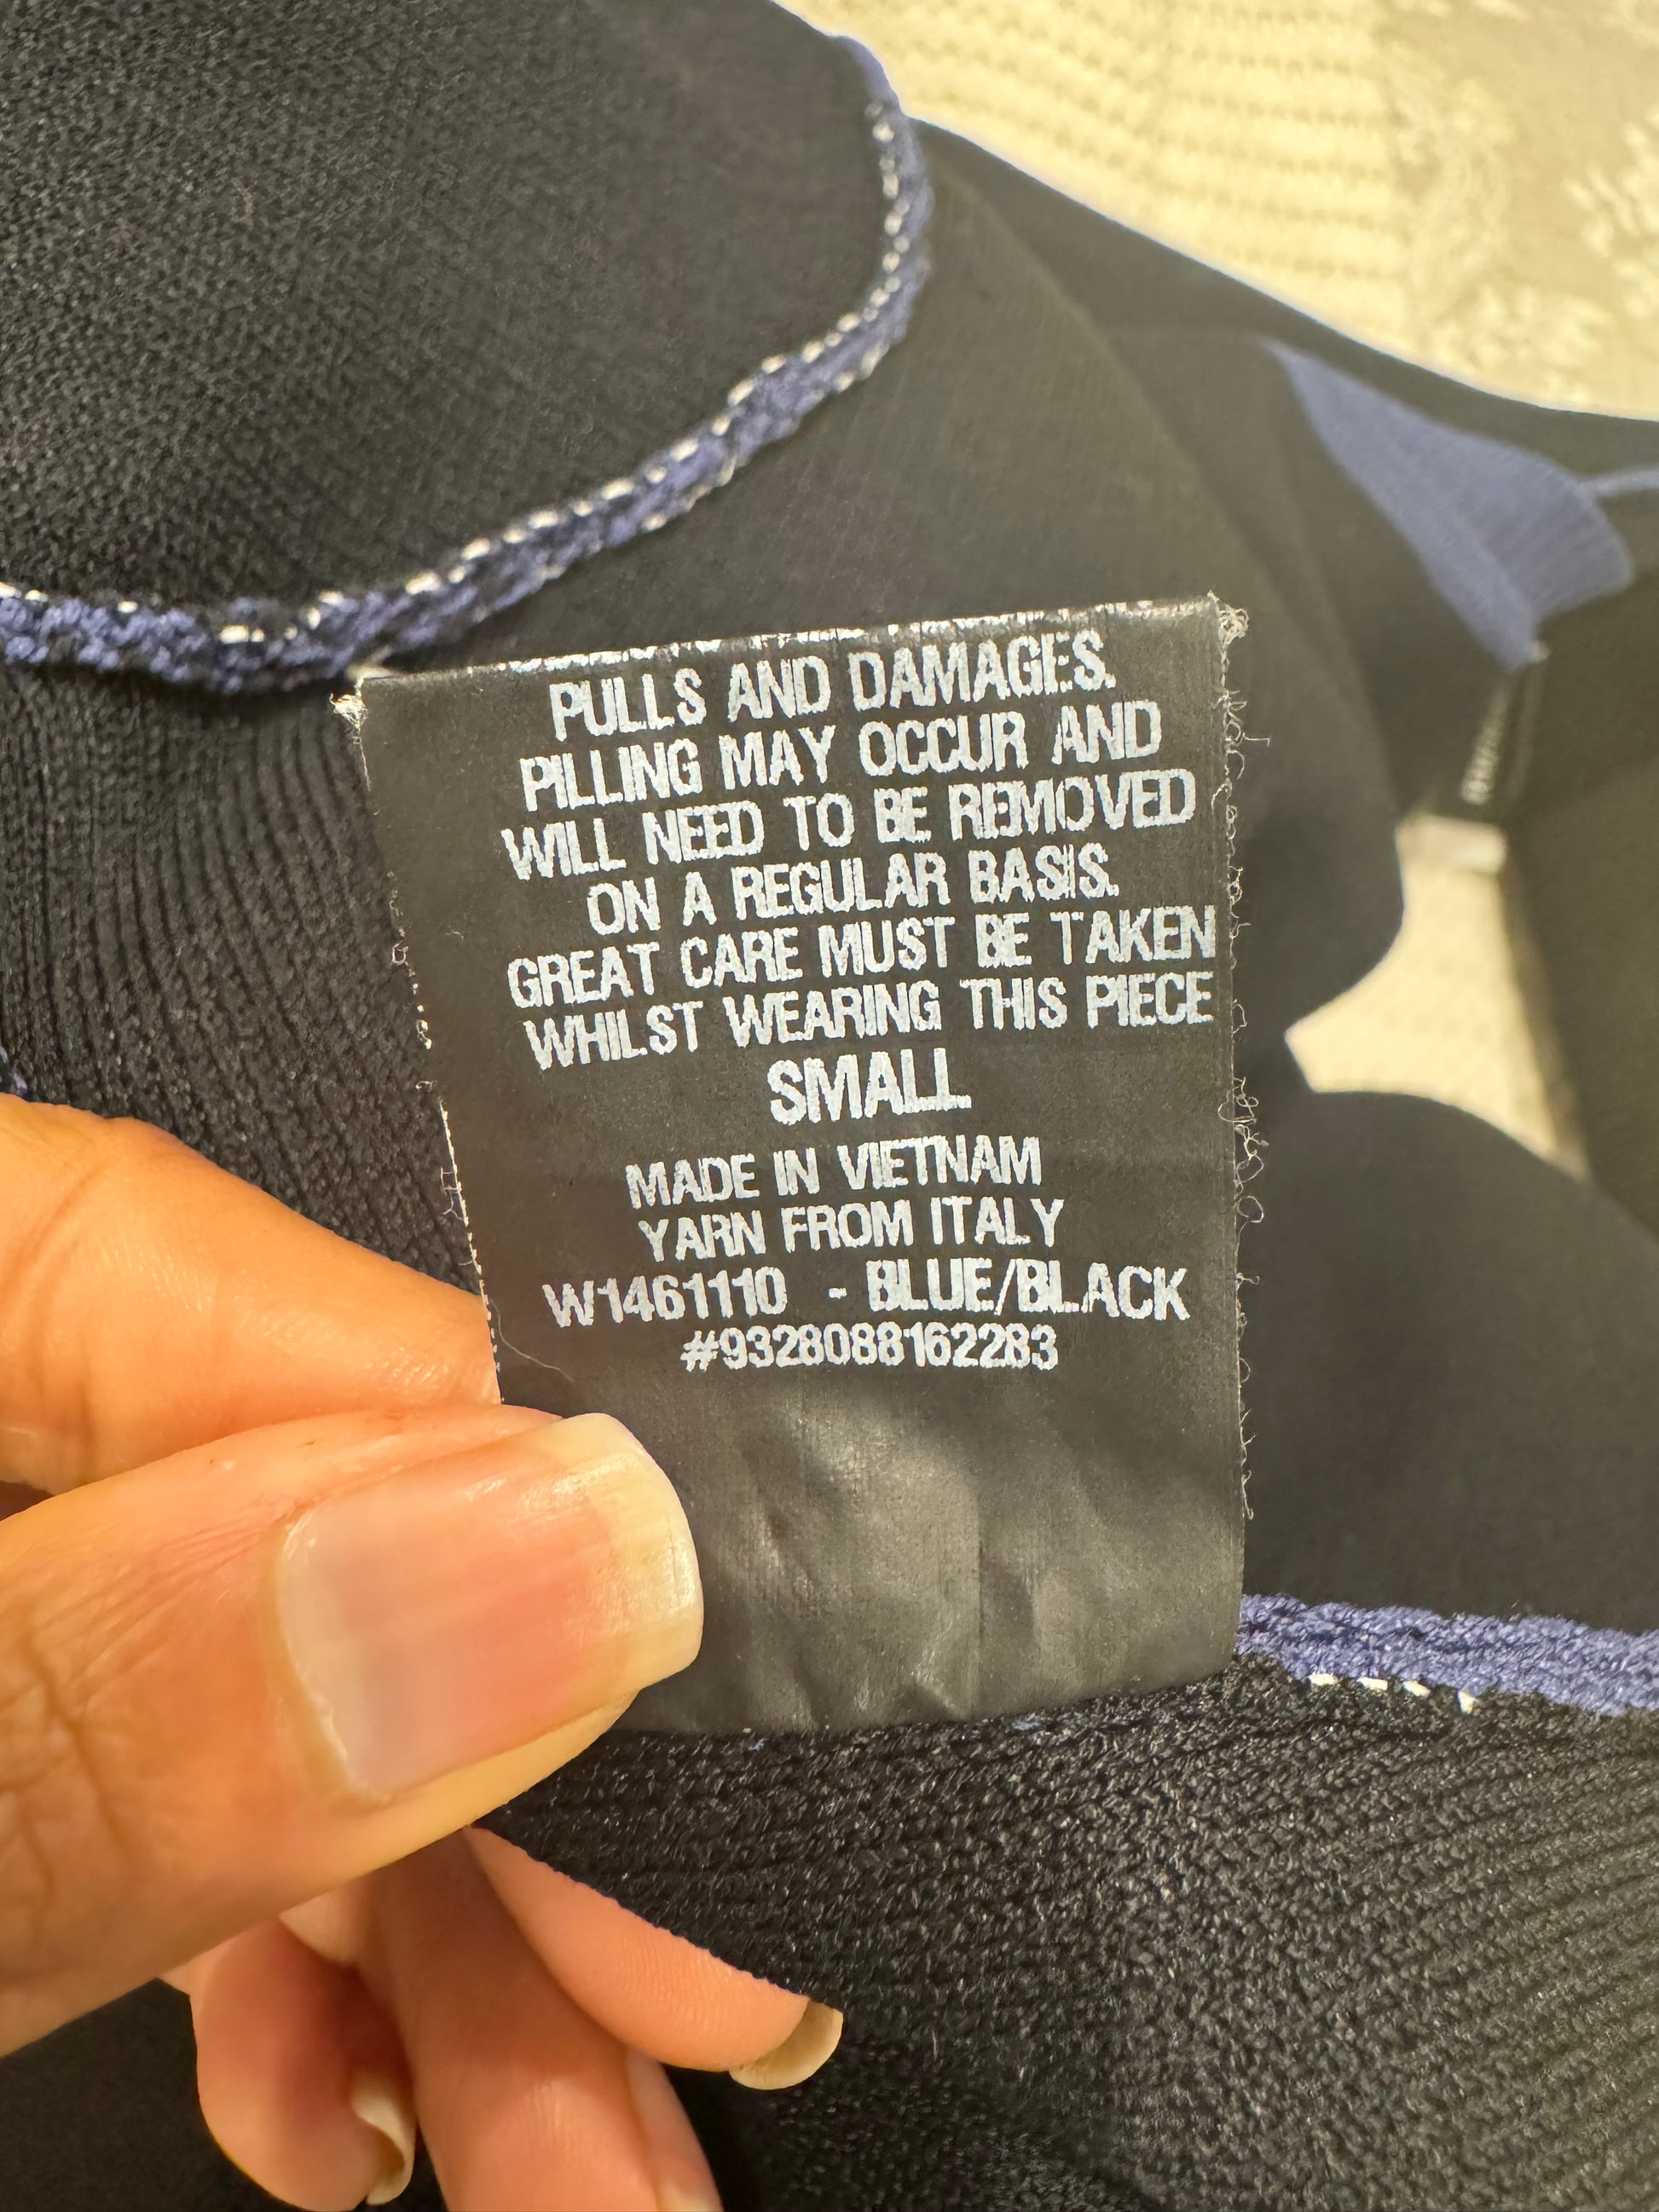 PULLS AND DAMAGES.
PILLING MAY OCCUR AND
WILL NEED TO BE REMOVED
ON A REGULAR BASIS.
GREAT CARE MUST BE TAKEN
WHILST WEARING THIS PIECE
SMALL
MADE IN VIETNAM
YARN FROM ITALY
W1461110 - BLUE/BLACK
#9328088162283